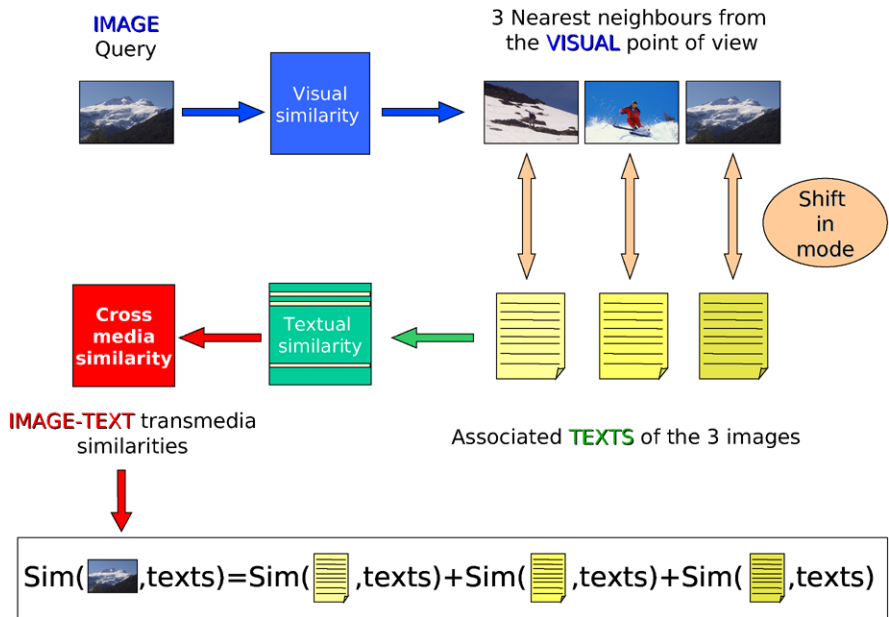 IMAGE
Query
Visual
similarity
3 Nearest neighbours from
the VISUAL point of view
Shift
in
mode
Cross
media
similarity
Textual
similarity
IMAGE-TEXT transmedia
similarities
Associated TEXTS of the 3 images
Sim( ,texts)=Sim( ,texts)+Sim( ,texts)+Sim( ,texts)